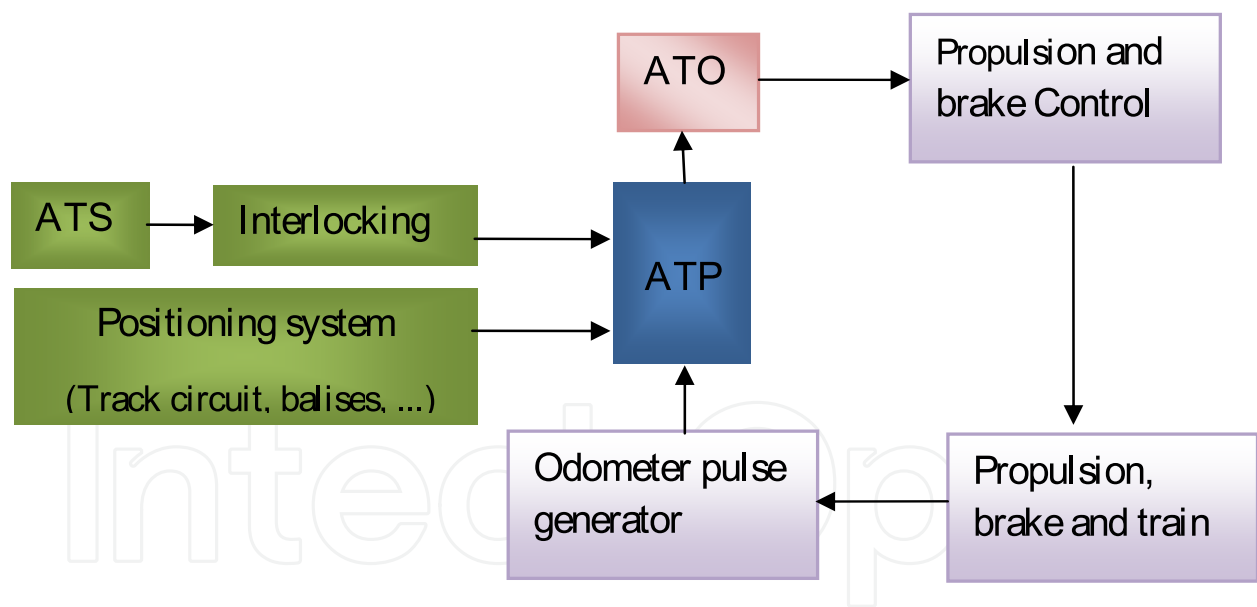 ATO
Propulsion and
brake Control
ATS
Interlocking
ATP
Positioning system
(Track circuit, balises, ...)
Odometer pulse
generator
Propulsion,
brake and train